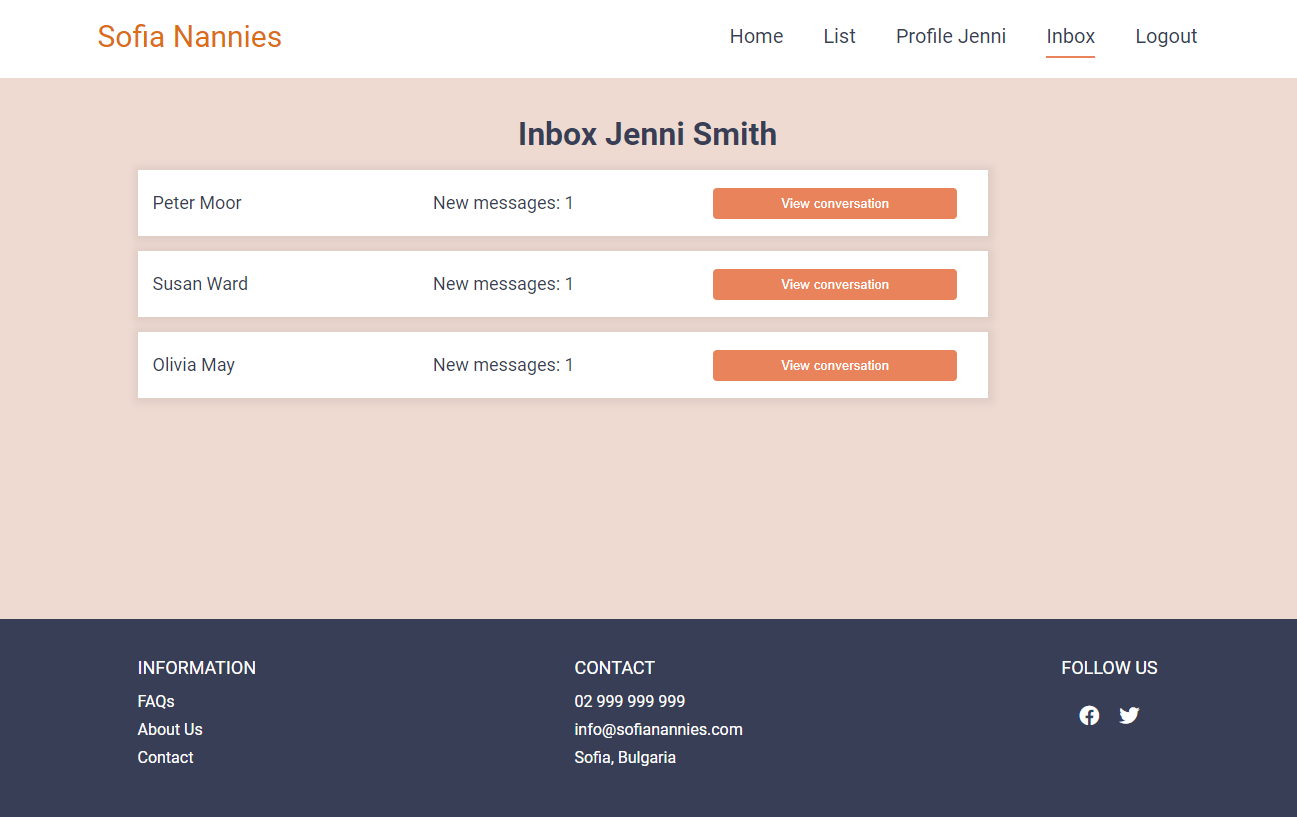 Sofia Nannies
Home List Profile Jenni Inbox Logout
Inbox Jenni Smith
Peter Moor New messages: 1 View conversation
Susan Ward New messages: 1 View conversation
Olivia May New messages: 1 View conversation
INFORMATION
FAQs
About Us
Contact
CONTACT
02 999 999 999
info@sofianannies.com
Sofia, Bulgaria
FOLLOW US